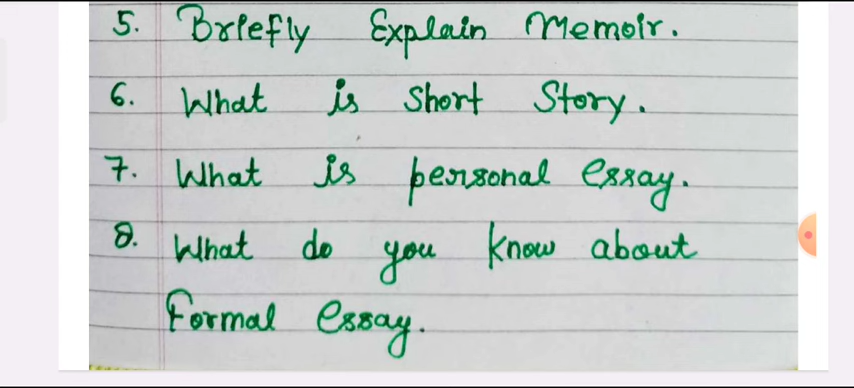 5. Briefly Explain Memoir.
6. What is Short Story.
7. What is personal essay.
8. What do you know about
Formal essay.